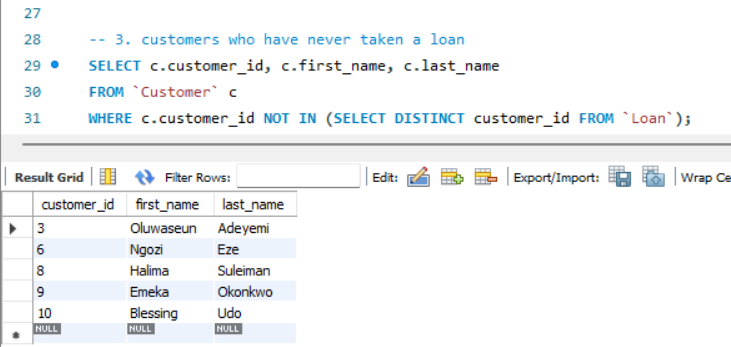 27
28 -- 3. customers who have never taken a loan
29 SELECT c.customer_id, c.first_name, c.last_name
30 FROM `Customer` c
31 WHERE c.customer_id NOT IN (SELECT DISTINCT customer_id FROM `Loan`);
Result Grid Filter Rows: Edit: Export/Import: Wrap Ce
customer_id first_name last_name
3 Oluwaseun Adeyemi
6 Ngozi Eze
8 Halima Suleiman
9 Emeka Okonkwo
10 Blessing Udo
NULL NULL NULL